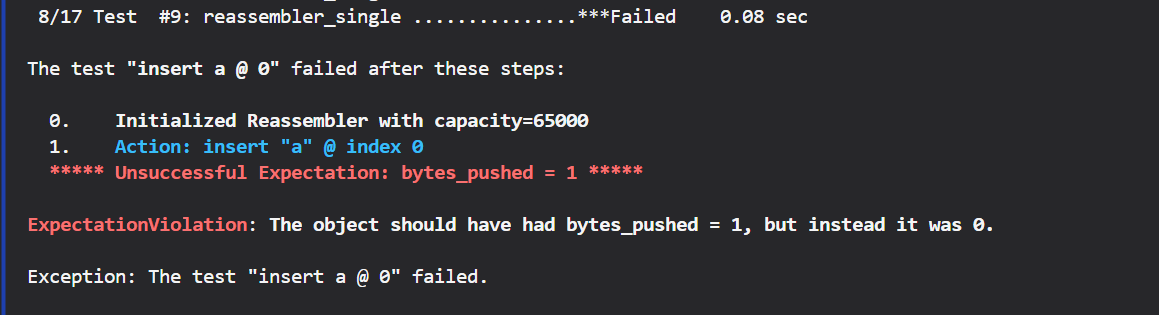 8/17 Test  #9: reassembler_single ...............***Failed    0.08 sec
The test "insert a @ 0" failed after these steps:
0.    Initialized Reassembler with capacity=65000
1.    Action: insert "a" @ index 0
***** Unsuccessful Expectation: bytes_pushed = 1 *****
ExpectationViolation: The object should have had bytes_pushed = 1, but instead it was 0.
Exception: The test "insert a @ 0" failed.